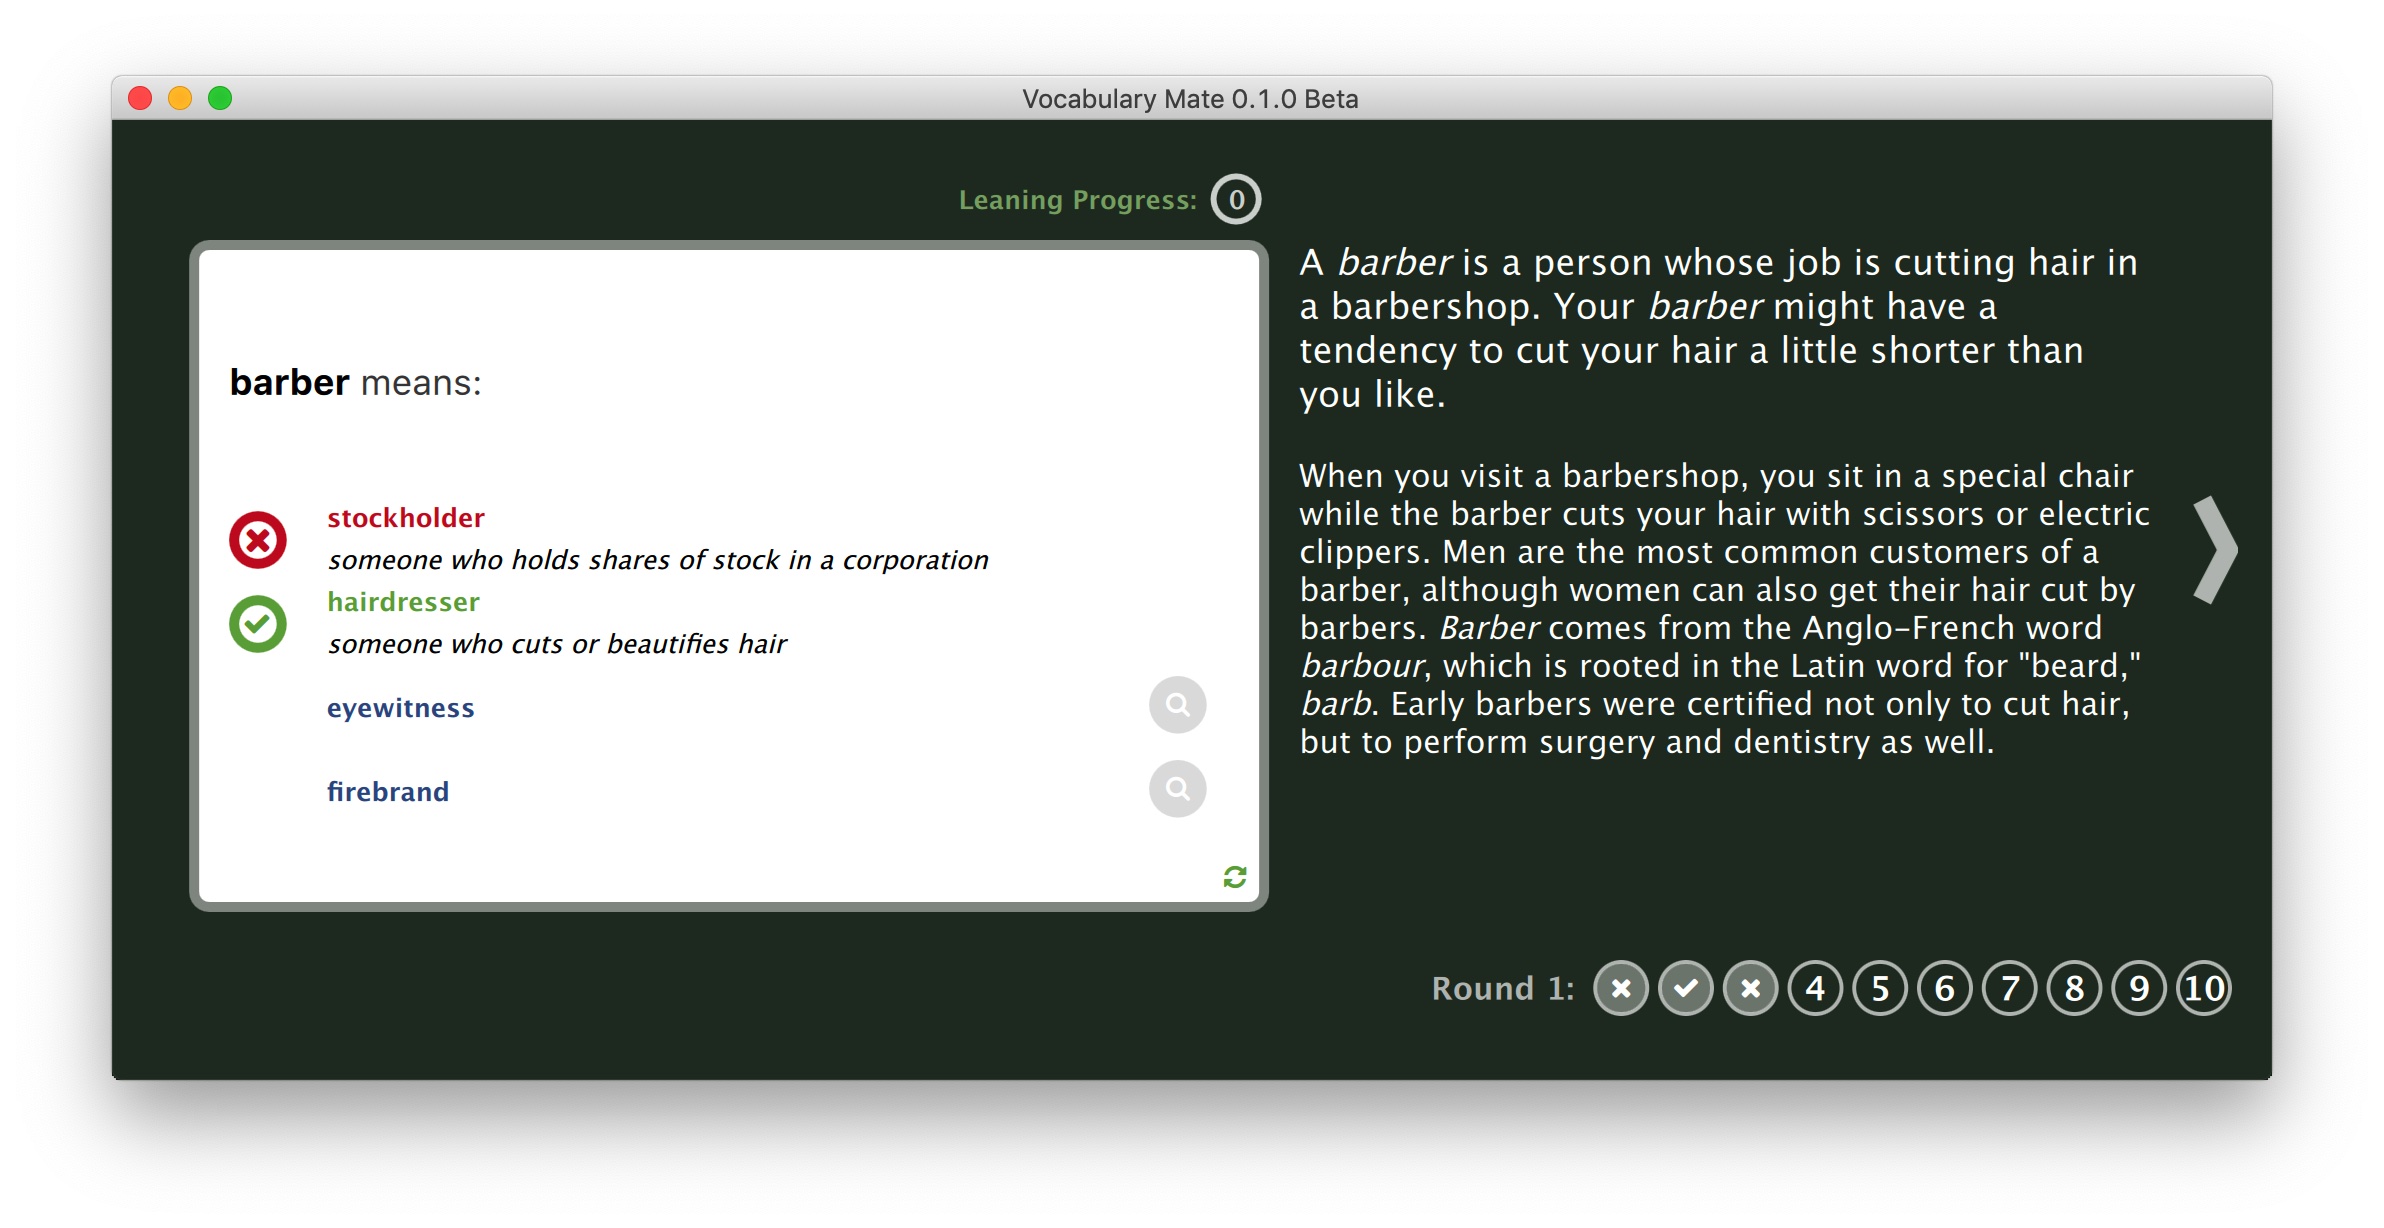 Vocabulary Mate 0.1.0 Beta
Leaning Progress: 0
barber means:
stockholder
someone who holds shares of stock in a corporation
hairdresser
someone who cuts or beautifies hair
eyewitness
firebrand
A barber is a person whose job is cutting hair in
a barbershop. Your barber might have a
tendency to cut your hair a little shorter than
you like.
When you visit a barbershop, you sit in a special chair
while the barber cuts your hair with scissors or electric
clippers. Men are the most common customers of a
barber, although women can also get their hair cut by
barbers. Barber comes from the Anglo-French word
barbour, which is rooted in the Latin word for "beard,"
barb. Early barbers were certified not only to cut hair,
but to perform surgery and dentistry as well.
Round 1: 4 5 6 7 8 9 10